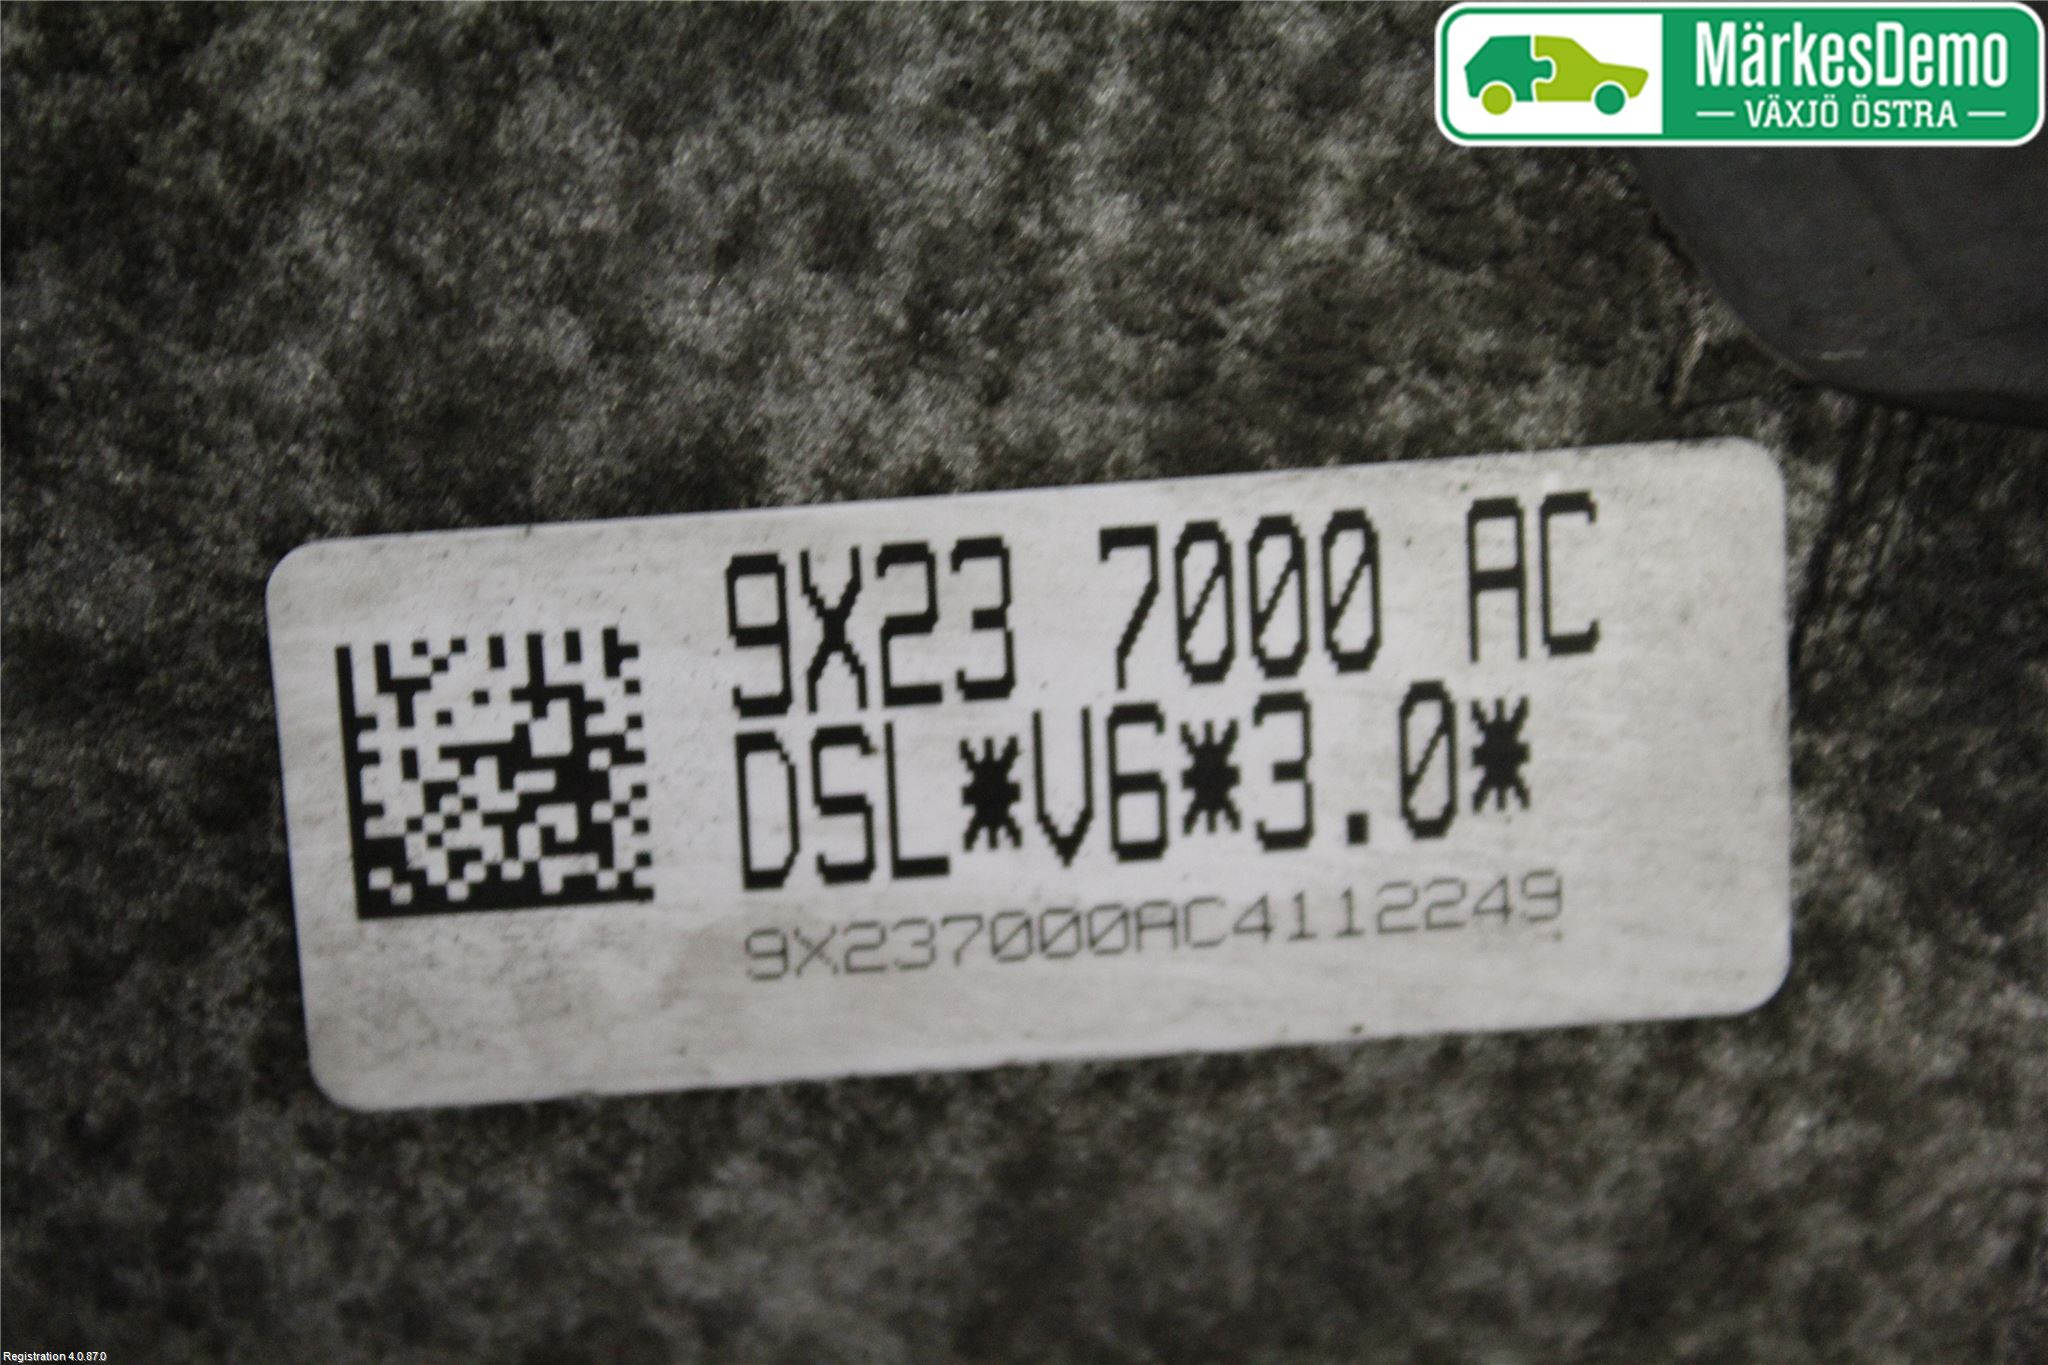 MärkesDemo
— VÄXJÖ ÖSTRA —
9X23 7000 AC
DSL*V6*3.0*
9X237000AC4112249
Registration 4.0.87.0